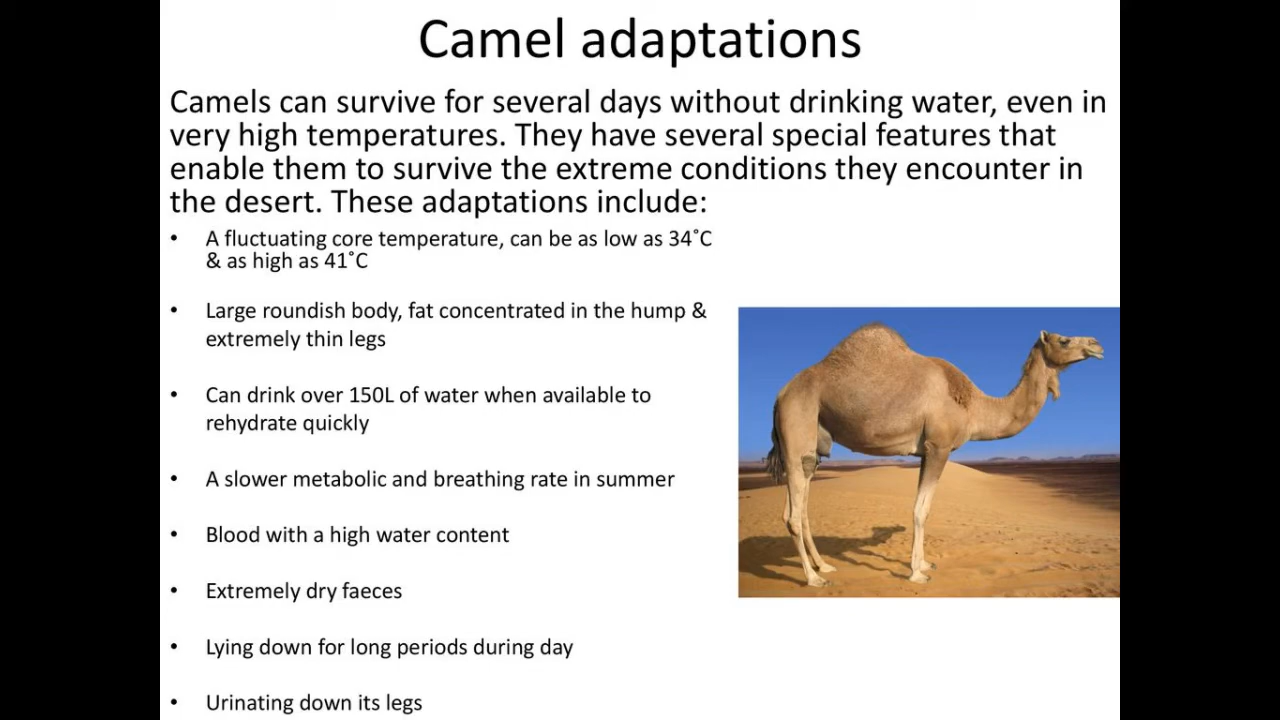 Camel adaptations
Camels can survive for several days without drinking water, even in
very high temperatures. They have several special features that
enable them to survive the extreme conditions they encounter in
the desert. These adaptations include:
• A fluctuating core temperature, can be as low as 34˚C
& as high as 41˚C
• Large roundish body, fat concentrated in the hump &
extremely thin legs
• Can drink over 150L of water when available to
rehydrate quickly
• A slower metabolic and breathing rate in summer
• Blood with a high water content
• Extremely dry faeces
• Lying down for long periods during day
• Urinating down its legs